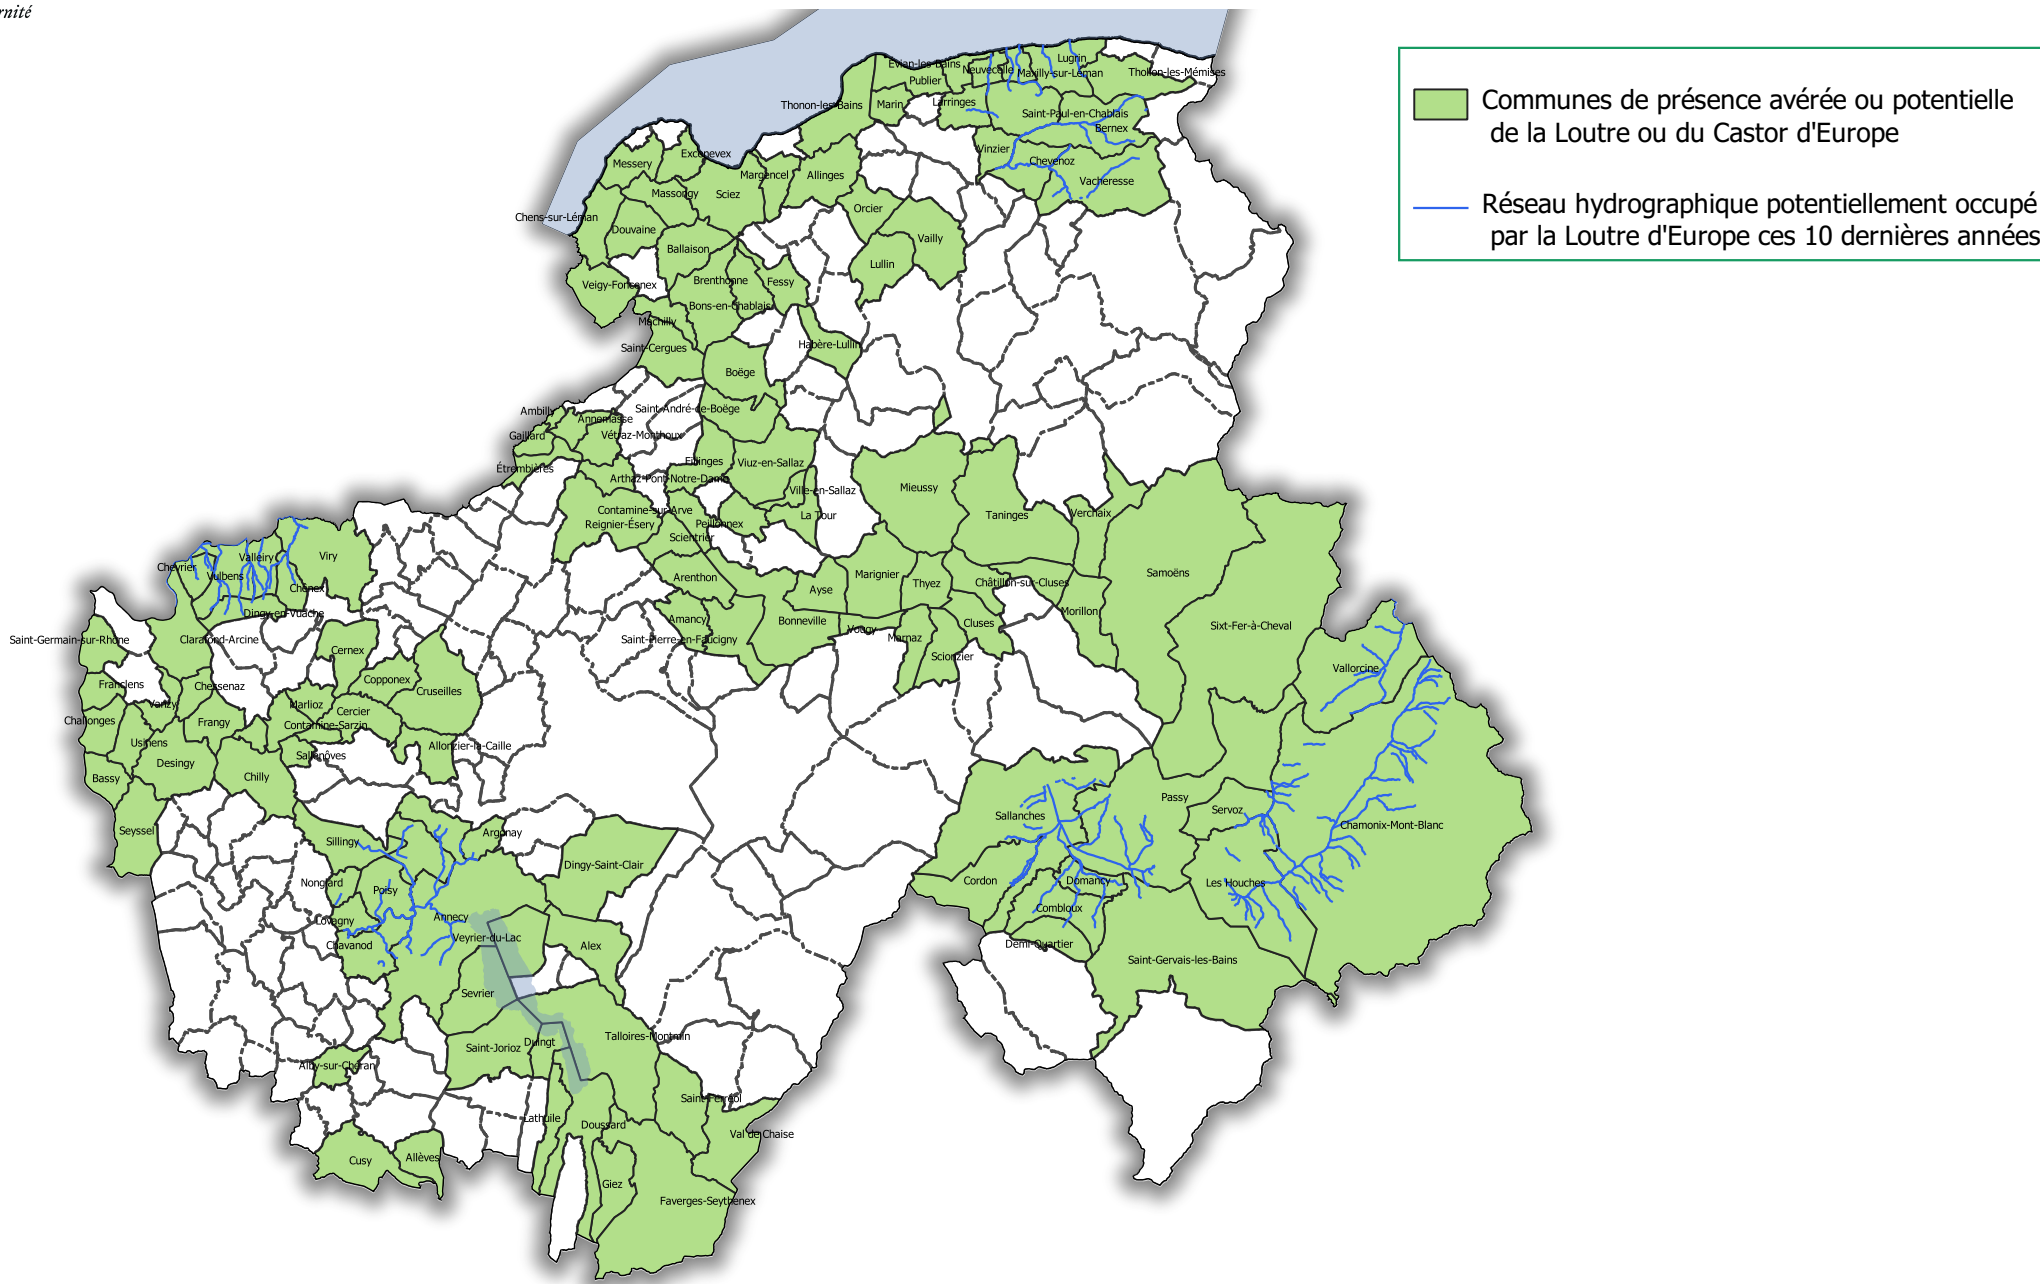 rnité
Communes de présence avérée ou potentielle
de la Loutre ou du Castor d'Europe
Réseau hydrographique potentiellement occupé
par la Loutre d'Europe ces 10 dernières années
Évian-les-Bains
Publier
Neuvecelle
Lugrin
Maxilly-sur-Léman
Thollon-les-Mémises
Thonon-les-Bains
Marin
Larringes
Saint-Paul-en-Chablais
Bernex
Vinzier
Chevenoz
Vacheresse
Messery
Excenevex
Margencel
Allinges
Massongy
Sciez
Chens-sur-Léman
Orcier
Douvaine
Vailly
Ballaison
Lullin
Veigy-Foncenex
Brenthonne
Fessy
Bons-en-Chablais
Machilly
Saint-Cergues
Habère-Lullin
Boëge
Ambilly
Saint-André-de-Boëge
Annemasse
Gaillard
Vétraz-Monthoux
Étrembières
Fillinges
Viuz-en-Sallaz
Arthaz-Pont-Notre-Dame
Ville-en-Sallaz
Mieussy
Contamine-sur-Arve
Reignier-Ésery
Peillonnex
La Tour
Taninges
Verchaix
Scientrier
Viry
Valleiry
Chevrier
Vulbens
Chênex
Arenthon
Ayse
Marignier
Thyez
Châtillon-sur-Cluses
Samoëns
Dingy-en-Vuache
Amancy
Bonneville
Vougy
Marnaz
Cluses
Morillon
Sixt-Fer-à-Cheval
Saint-Germain-sur-Rhône
Clarafond-Arcine
Saint-Pierre-en-Faucigny
Scionzier
Cernex
Vallorcine
Franclens
Chessenaz
Copponex
Cruseilles
Vanzy
Marlioz
Cercier
Challonges
Frangy
Contamine-Sarzin
Usinens
Sallenôves
Allonzier-la-Caille
Desingy
Bassy
Chilly
Passy
Servoz
Sallanches
Chamonix-Mont-Blanc
Seyssel
Sillingy
Argonay
Dingy-Saint-Clair
Nonglard
Poisy
Cordon
Domancy
Les Houches
Lovagny
Annecy
Combloux
Chavanod
Veyrier-du-Lac
Alex
Demi-Quartier
Saint-Gervais-les-Bains
Sevrier
Saint-Jorioz
Duingt
Talloires-Montmin
Alby-sur-Chéran
Saint-Ferréol
Lathuile
Doussard
Val de Chaise
Cusy
Allèves
Giez
Faverges-Seythenex